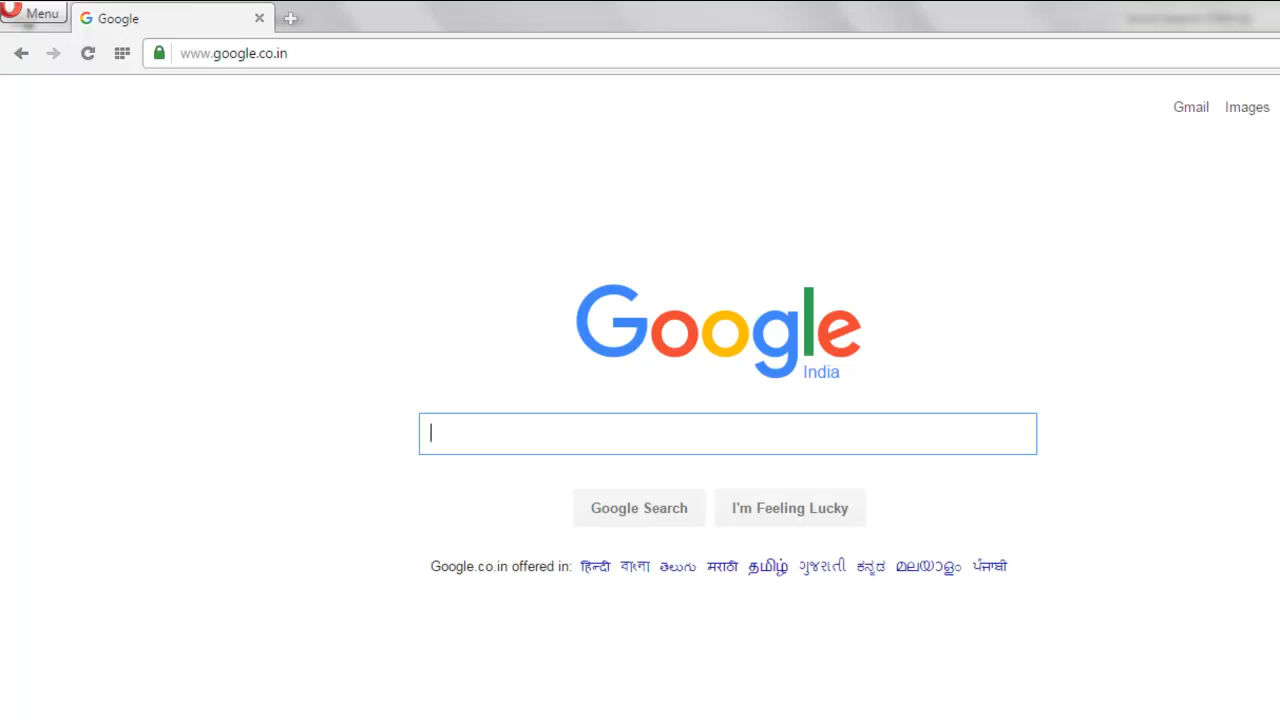 Menu
Google
www.google.co.in
Gmail Images
Google
India
Google Search I'm Feeling Lucky
Google.co.in offered in: हिन्दी বাংলা తెలుగు मराठी தமிழ் ગુજરાતી ಕನ್ನಡ മലയാളം ਪੰਜਾਬੀ